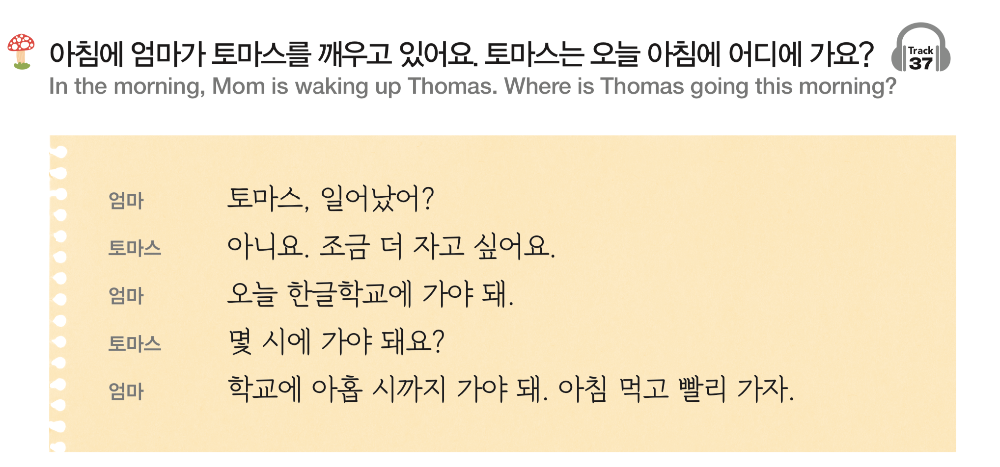 아침에 엄마가 토마스를 깨우고 있어요. 토마스는 오늘 아침에 어디에 가요?
Track
37
In the morning, Mom is waking up Thomas. Where is Thomas going this morning?
엄마 토마스, 일어났어?
토마스 아니요. 조금 더 자고 싶어요.
엄마 오늘 한글학교에 가야 돼.
토마스 몇 시에 가야 돼요?
엄마 학교에 아홉 시까지 가야 돼. 아침 먹고 빨리 가자.